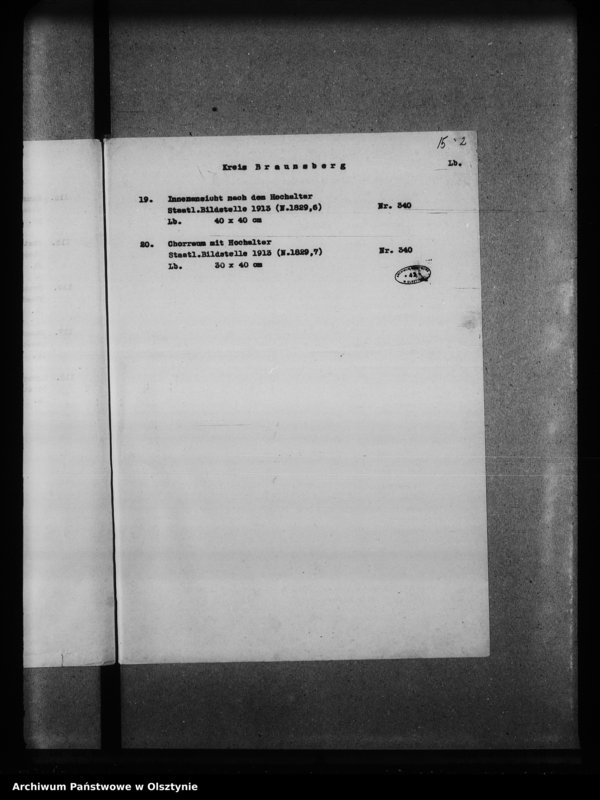 15 - 2
Kreis Braunsberg
Lb.
19. Innenansicht nach dem Hochaltar
Staatl.Bildstelle 1913 (N.1829,6) Nr. 340
Lb. 40 x 40 cm
20. Chorraum mit Hochalter
Staatl.Bildstelle 1913 (N.1829,7) Nr. 340
Lb. 30 x 40 cm
Archiwum Państwowe w Olsztynie